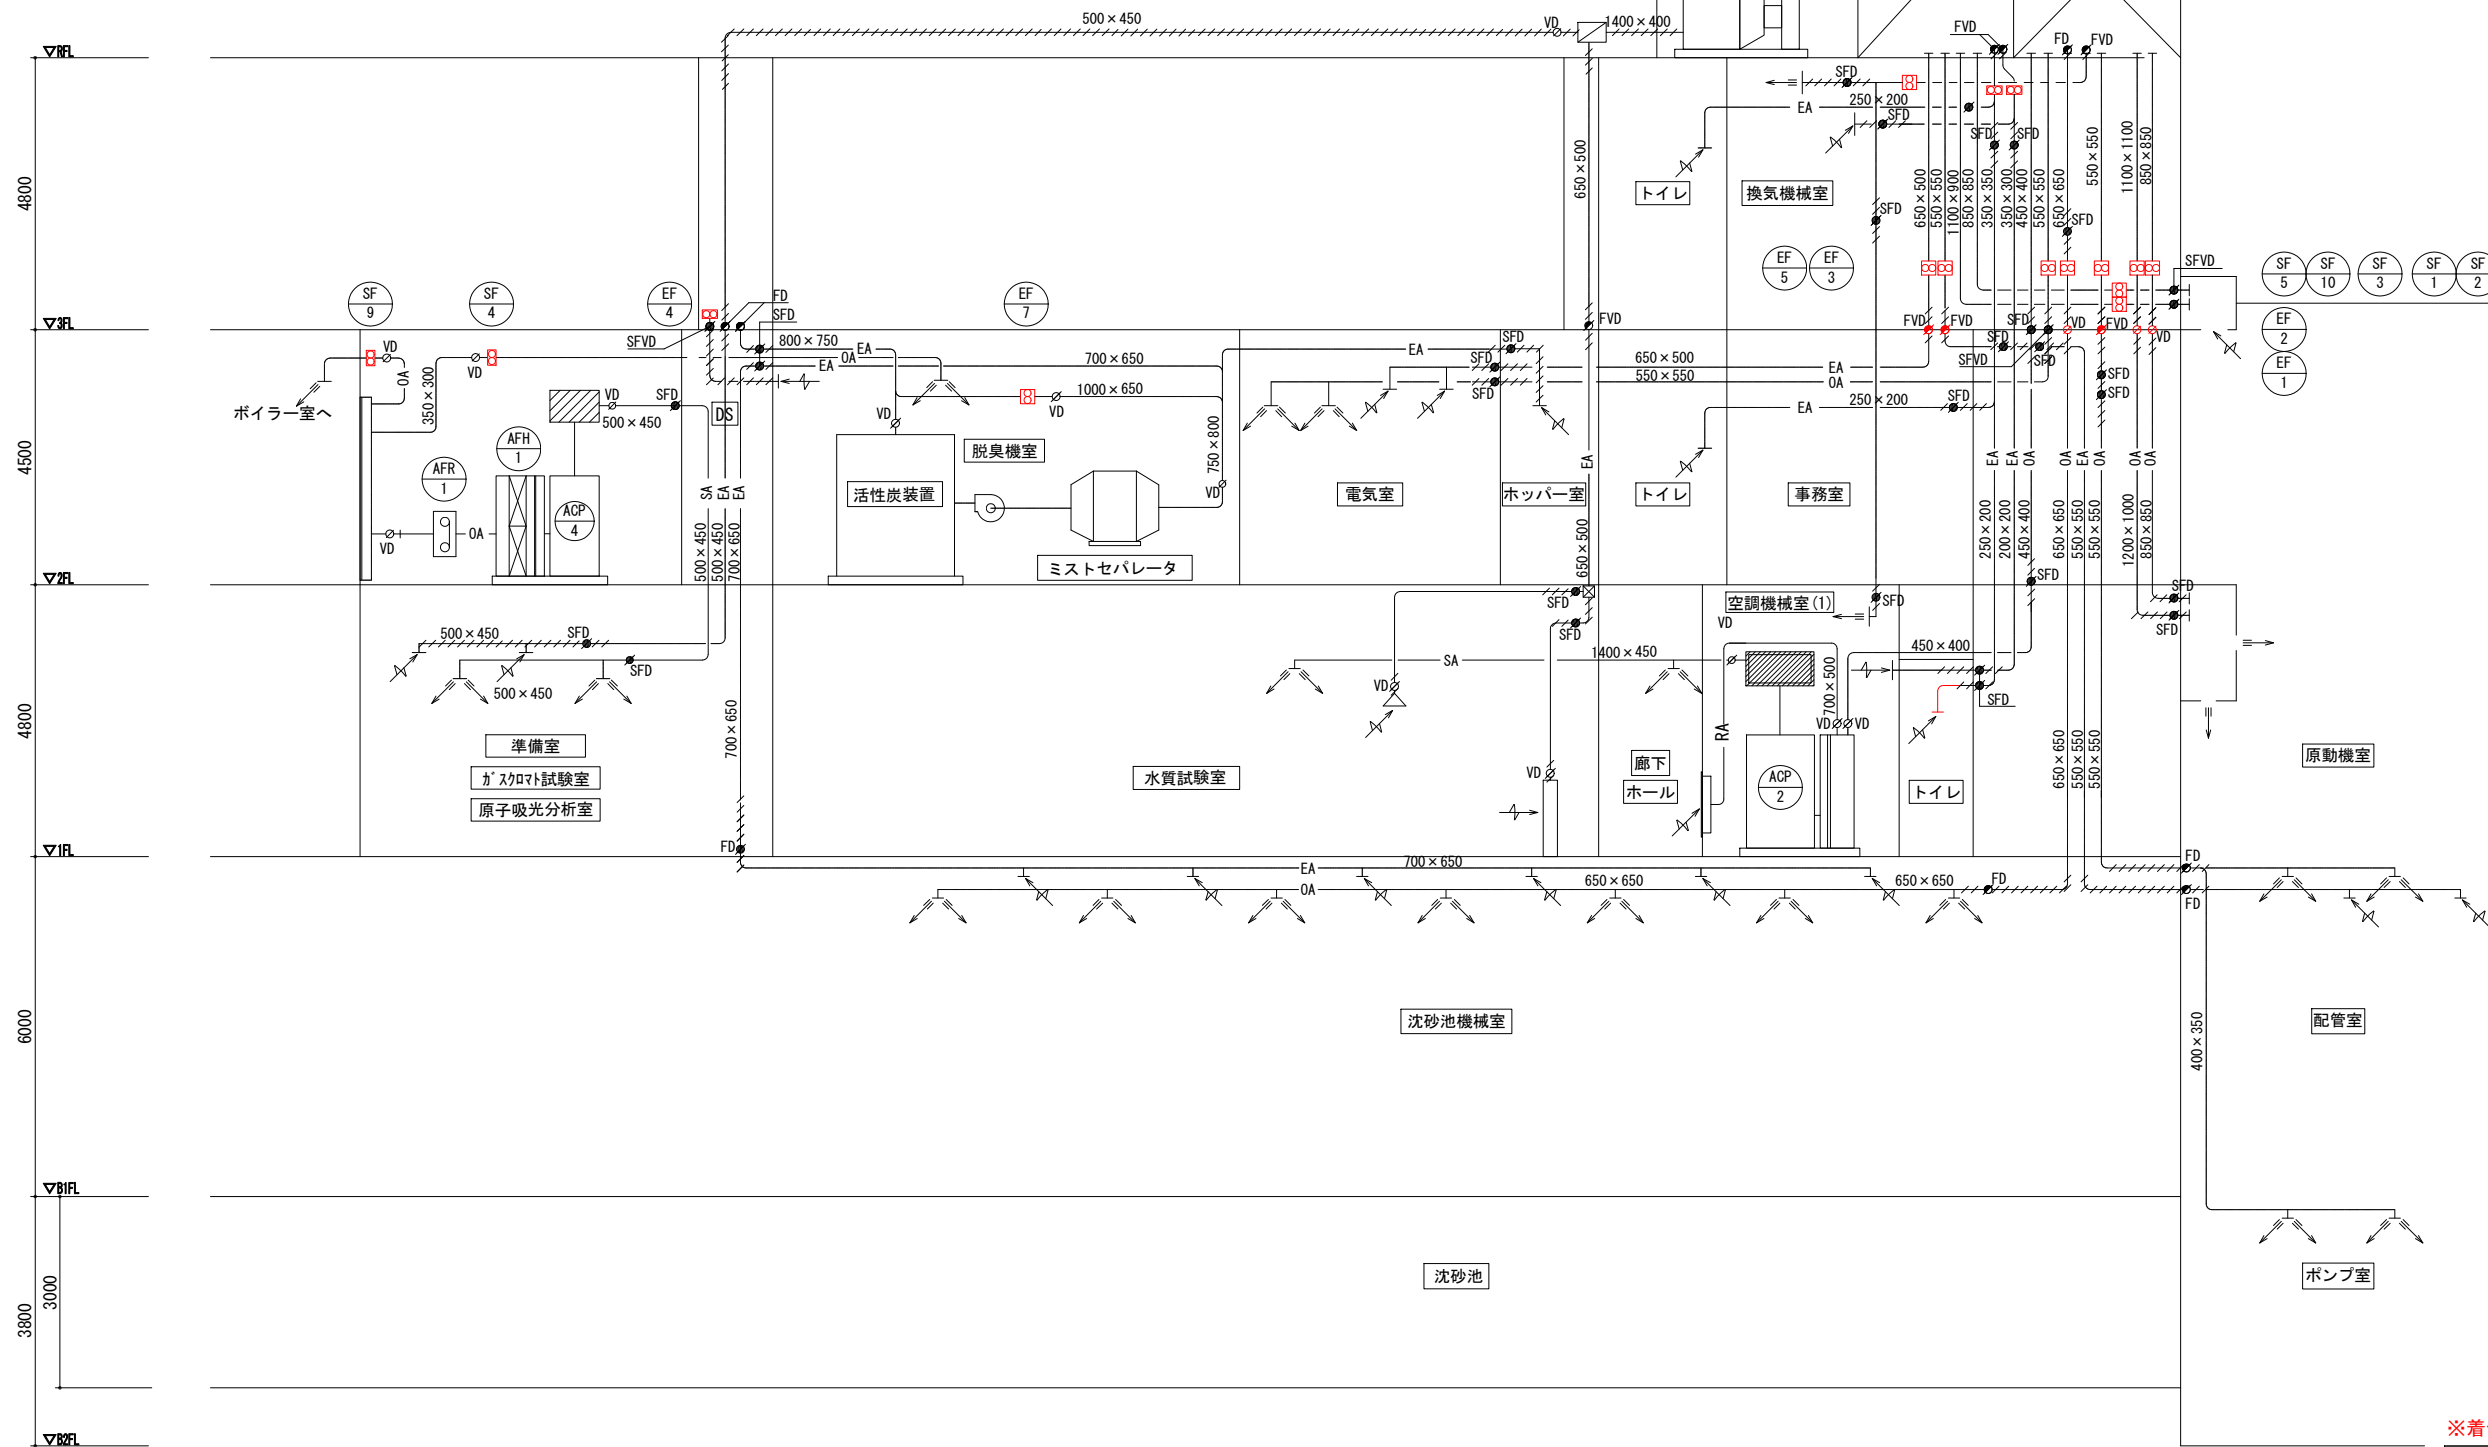 500×450
VD
1400×400
FVD
FD
FVD
▽RFL
SFD
EA
250×200
SFD
SFD
SFD
4800
650×500
トイレ
換気機械室
SFD
650×500
550×550
1100×900
850×850
350×350
350×300
450×400
550×550
650×650
550×550
1100×1100
850×850
SFD
EF
5
EF
3
SFVD
SF
5
SF
10
SF
3
SF
1
SF
2
EF
2
EF
1
SF
9
SF
4
EF
4
FD
SFD
EF
7
▽3FL
SFVD
FVD
FVD
FVD
SFD
VD
FVD
VD
VD
OA
350×300
VD
800×750
EA
OA
EA
700×650
1000×650
VD
EA
SFD
SFD
SFD
650×500
550×550
EA
OA
SFVD
SFD
SFD
SFD
SFD
ボイラー室へ
VD
500×450
SFD
DS
VD
EA
250×200
SFD
4500
AFR
1
AFH
1
ACP
4
VD
OA
SA
EA
EA
500×450
500×450
700×650
脱臭機室
活性炭装置
ミストセパレータ
750×800
VD
電気室
ホッパー室
EA
650×500
トイレ
事務室
EA
EA
OA
OA
EA
OA
OA
OA
250×200
200×200
450×400
650×650
550×550
550×550
1200×1000
850×850
▽2FL
SFD
SFD
SFD
空調機械室(1)
VD
SFD
SFD
SFD
500×450
SFD
SFD
500×450
SA
1400×450
VD
700×500
VD
VD
450×400
SFD
4800
700×650
準備室
ガスクロマト試験室
原子吸光分析室
水質試験室
VD
廊下
ホール
RA
ACP
2
トイレ
650×650
550×550
550×550
原動機室
▽1FL
FD
EA
700×650
OA
650×650
650×650
FD
FD
FD
6000
沈砂池機械室
400×350
配管室
▽B1FL
3000
3800
沈砂池
ポンプ室
▽B2FL
※着